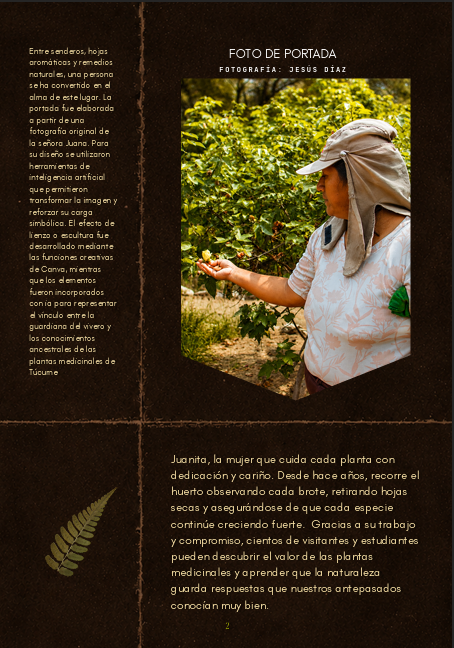 Entre senderos, hojas
aromáticas y remedios
naturales, una persona
se ha convertido en el
alma de este lugar. La
portada fue elaborada
a partir de una
fotografía original de
la señora Juana. Para
su diseño se utilizaron
herramientas de
inteligencia artificial
que permitieron
transformar la imagen y
reforzar su carga
simbólica. El efecto de
lienzo o escultura fue
desarrollado mediante
las funciones creativas
de Canva, mientras
que los elementos
fueron incorporados
con ia para representar
el vínculo entre la
guardiana del vivero y
los conocimientos
ancestrales de las
plantas medicinales de
Túcume
FOTO DE PORTADA
FOTOGRAFÍA: JESÚS DÍAZ
Juanita, la mujer que cuida cada planta con
dedicación y cariño. Desde hace años, recorre el
huerto observando cada brote, retirando hojas
secas y asegurándose de que cada especie
continúe creciendo fuerte. Gracias a su trabajo
y compromiso, cientos de visitantes y estudiantes
pueden descubrir el valor de las plantas
medicinales y aprender que la naturaleza
guarda respuestas que nuestros antepasados
conocían muy bien.
2